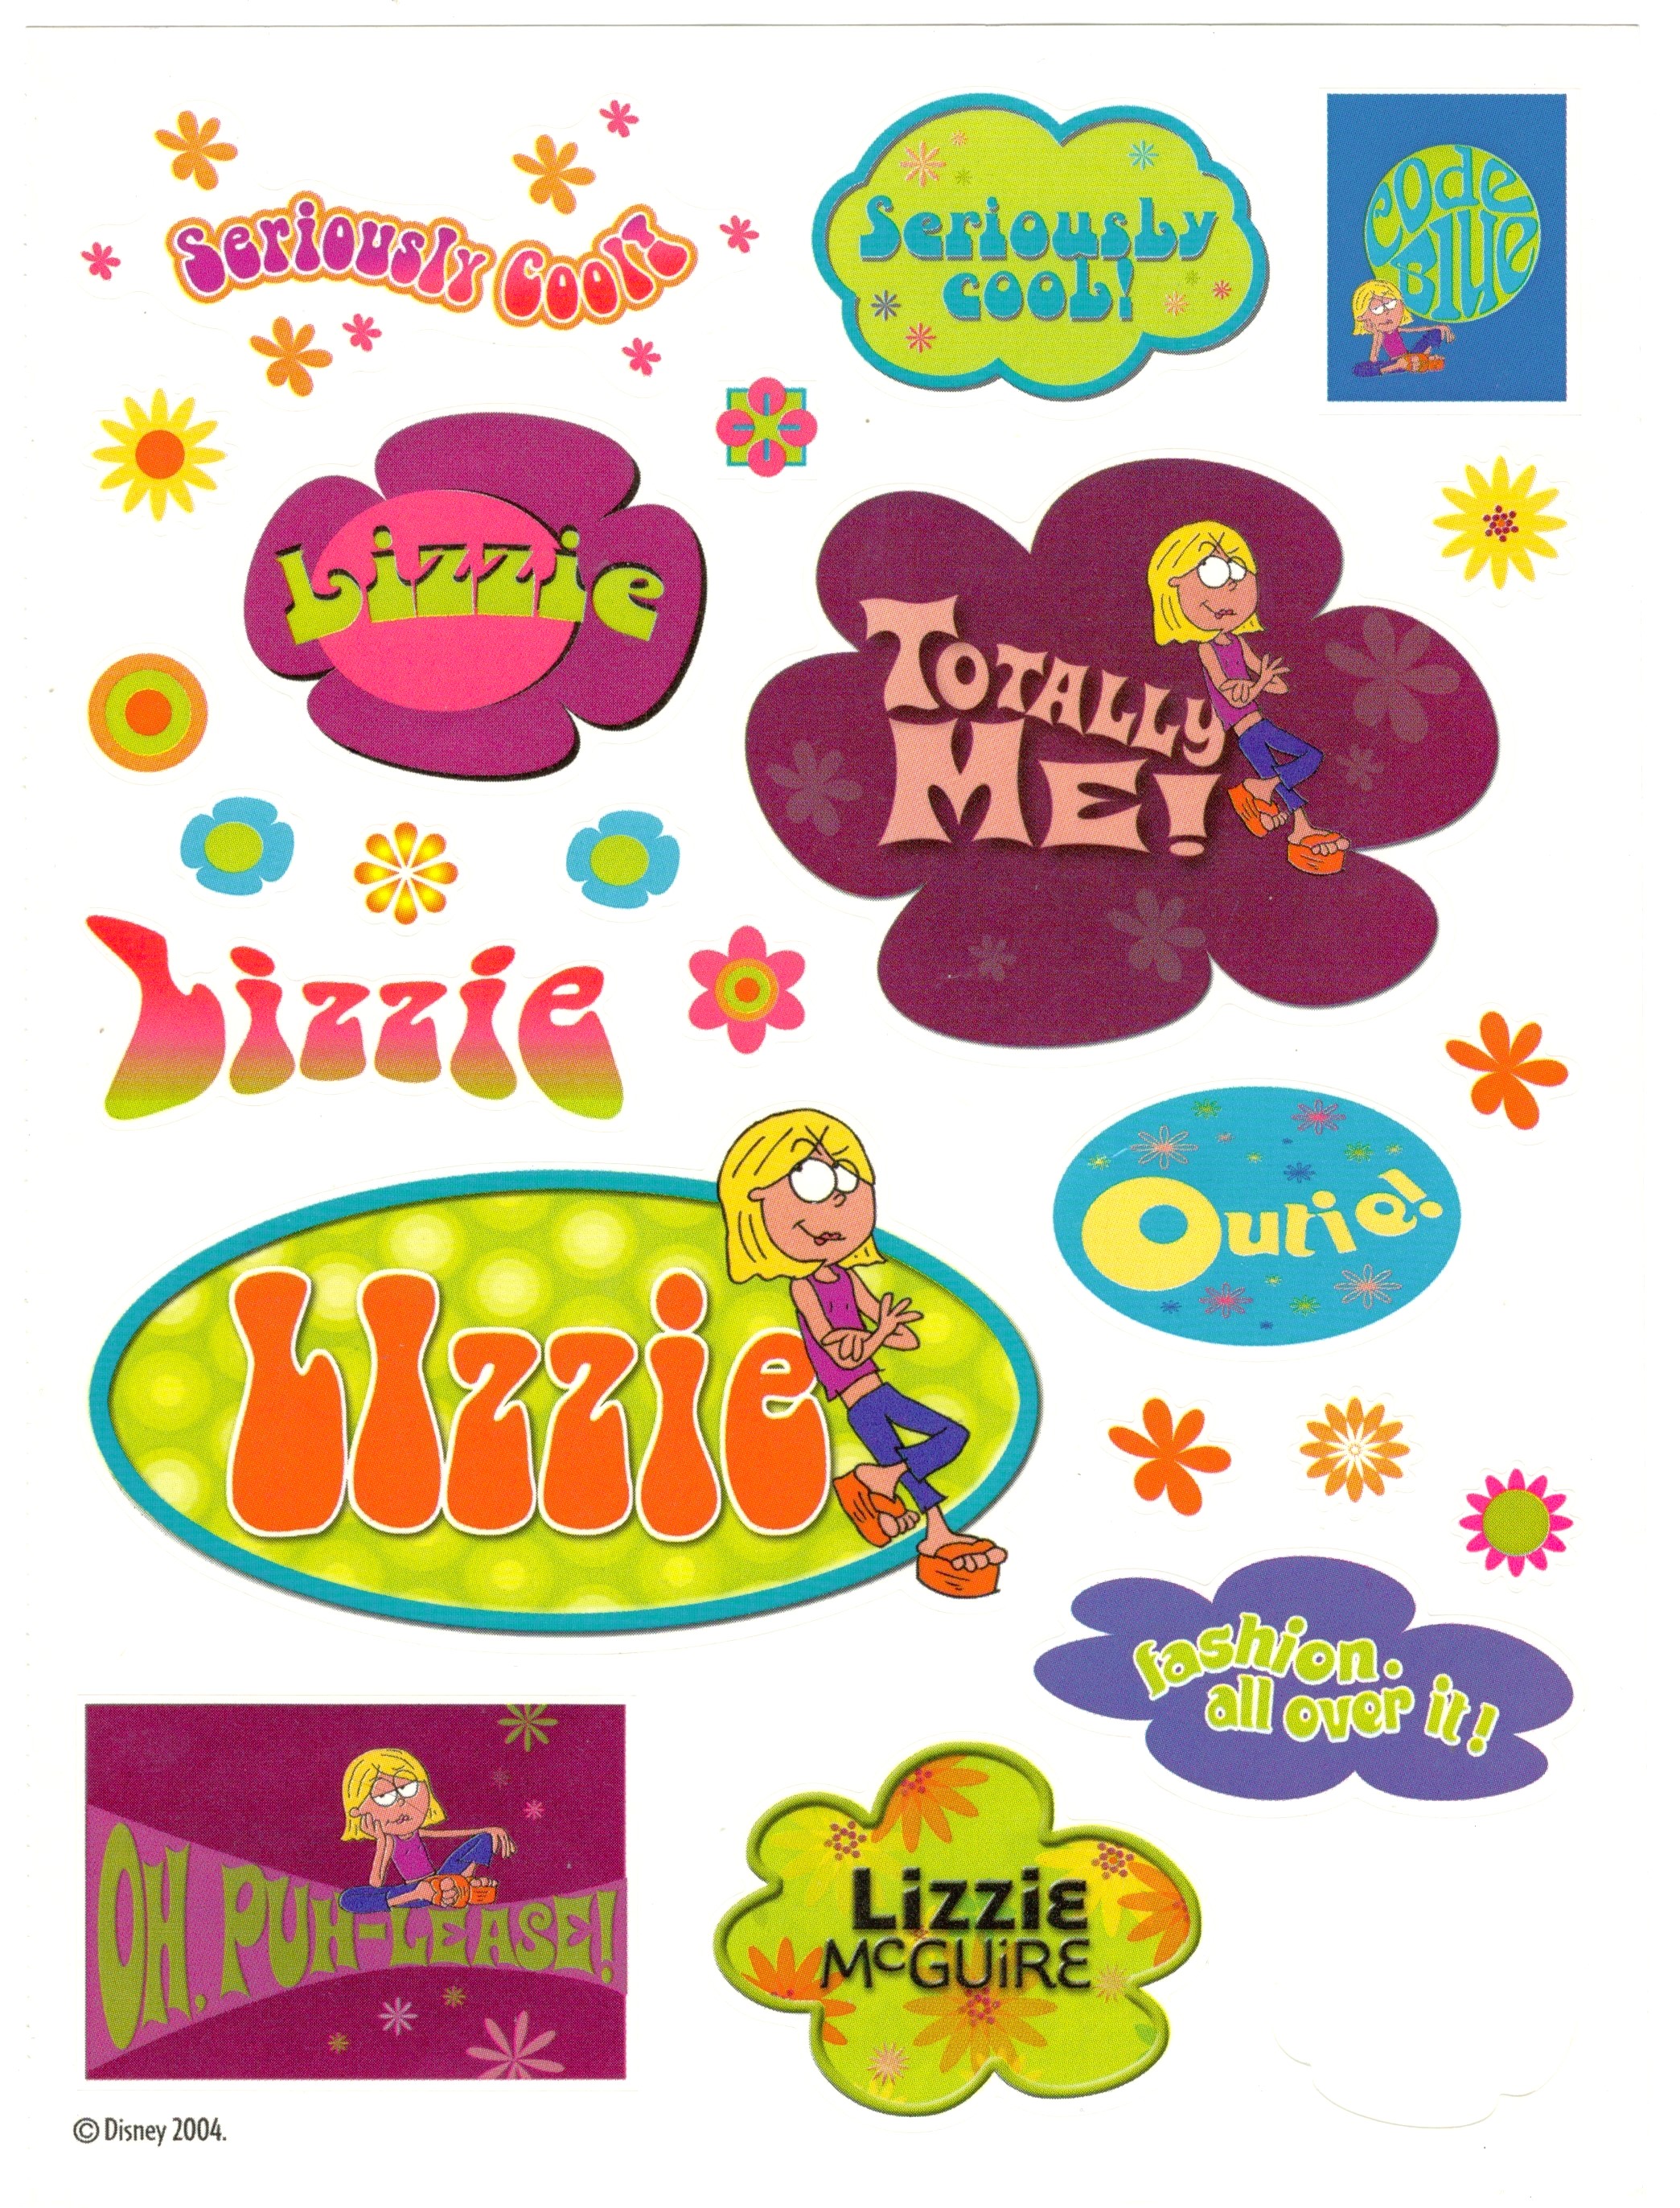 Seriously Cool!
Seriously
cool!
code
Blue
Lizzie
Totally
Me!
Lizzie
Outie!
LIzzie
fashion.
all over it!
OH, PUH-LEASE!
Lizzie
McGUiRE
© Disney 2004.